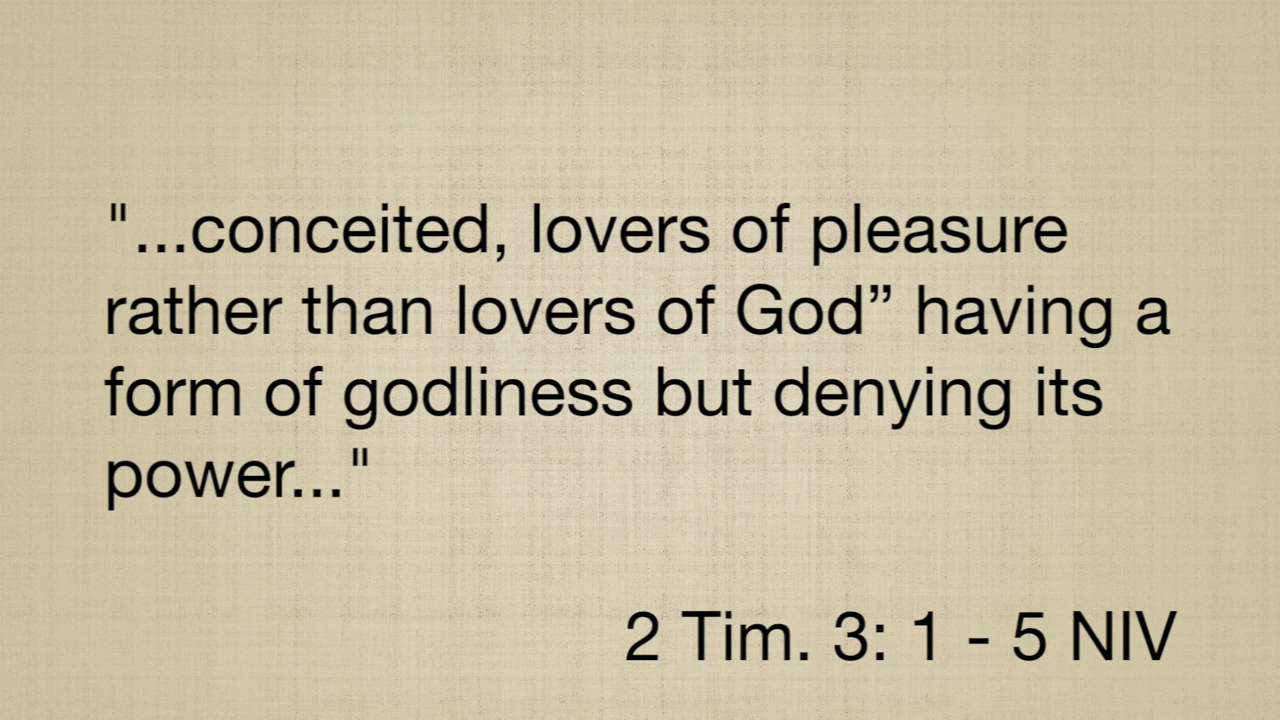 "...conceited, lovers of pleasure
rather than lovers of God” having a
form of godliness but denying its
power..."
2 Tim. 3: 1 - 5 NIV